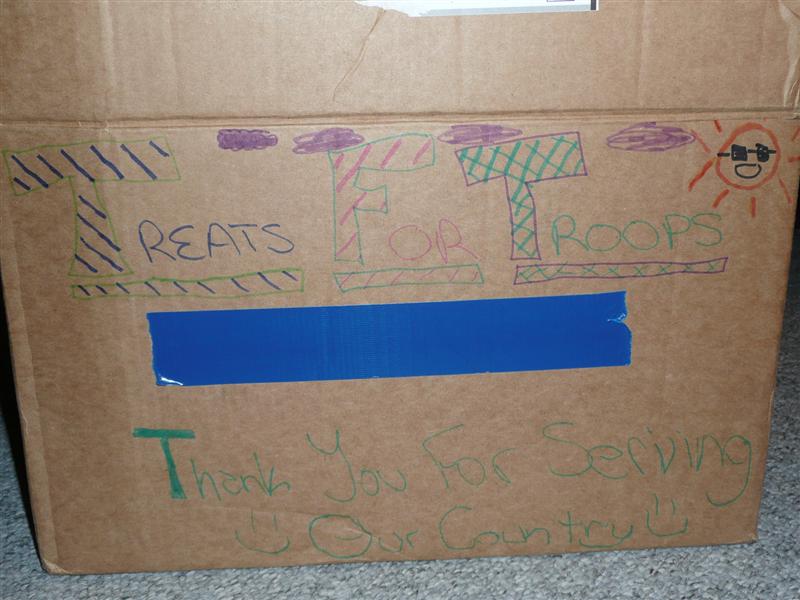 TREATS FOR TROOPS
Thank You For Serving
Our Country